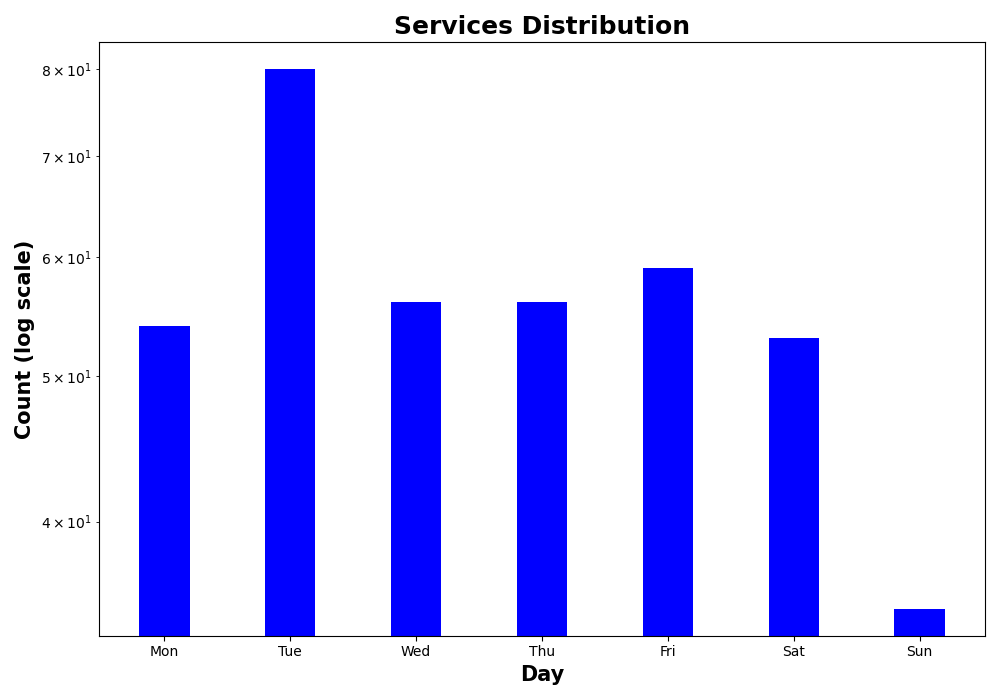 Services Distribution
Count (log scale)
8 × 10¹
7 × 10¹
6 × 10¹
5 × 10¹
4 × 10¹
Mon Tue Wed Thu Fri Sat Sun
Day